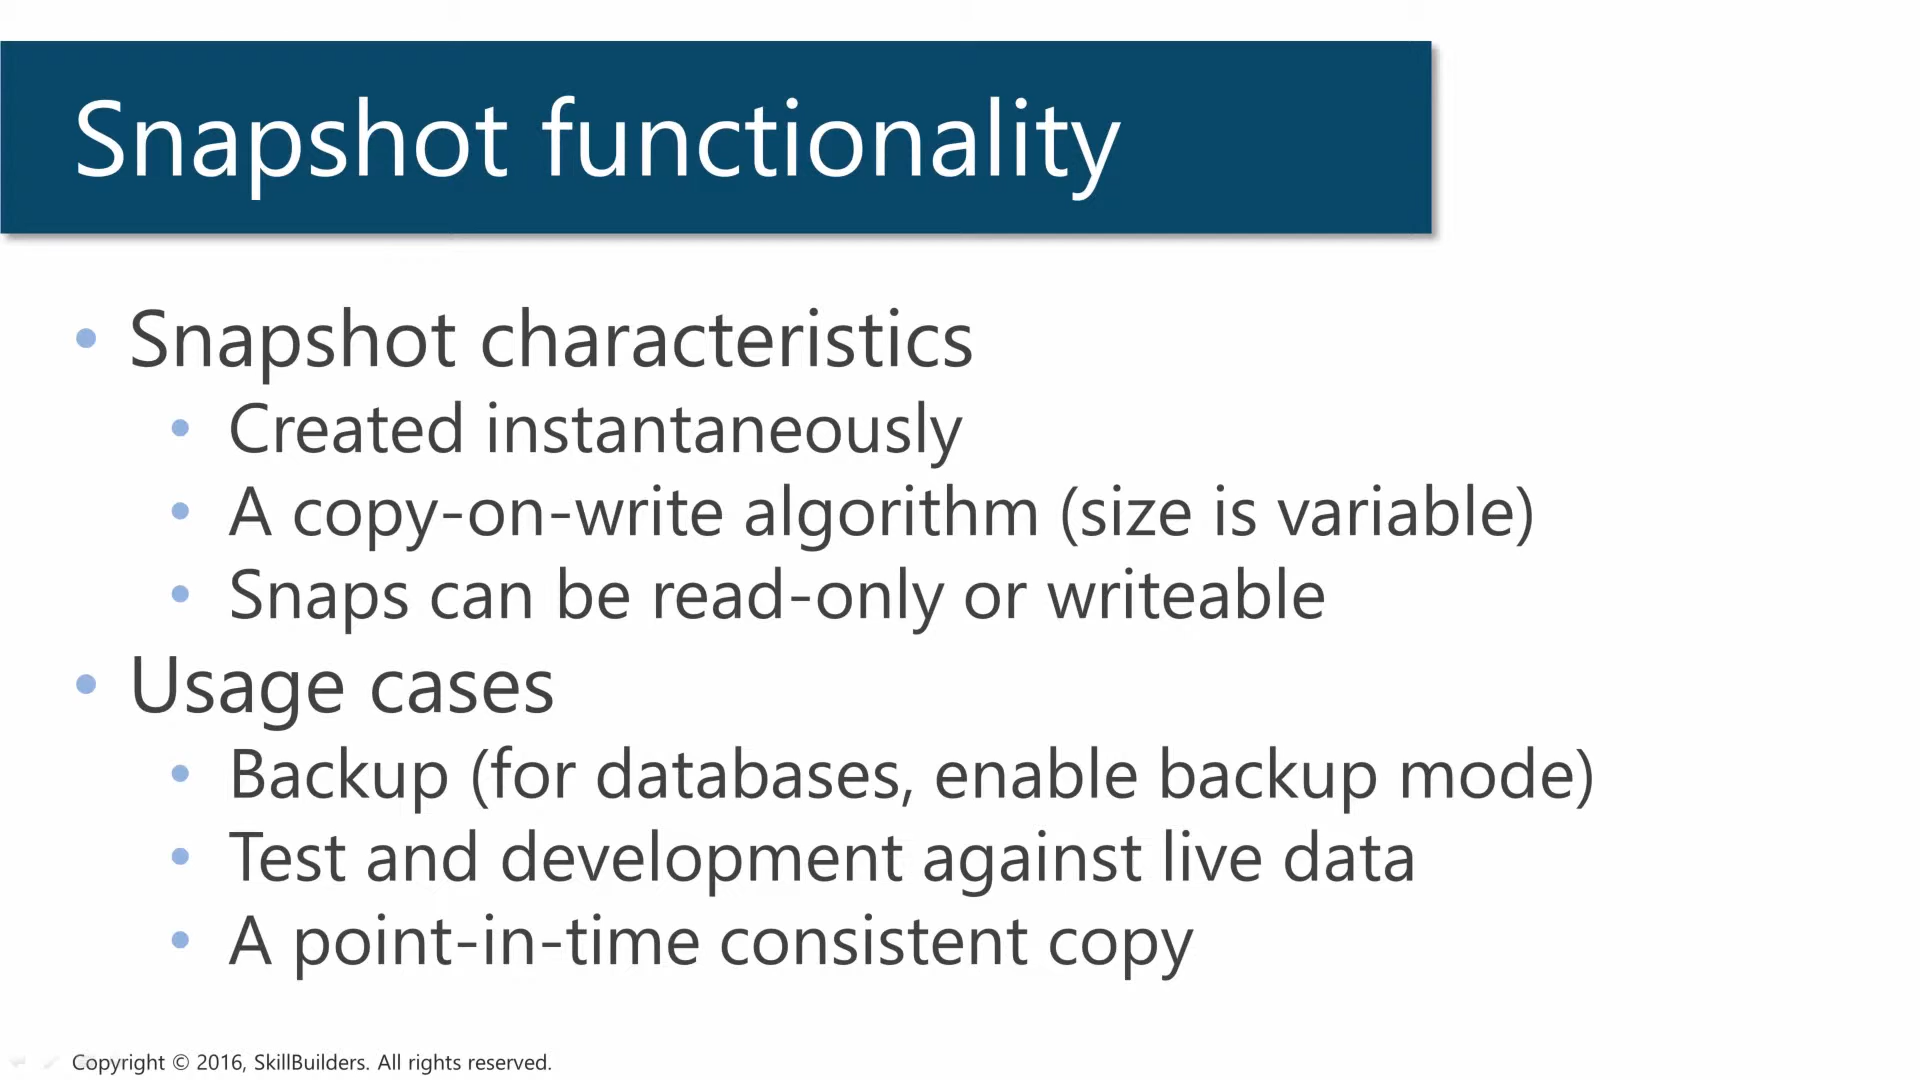 Snapshot functionality
• Snapshot characteristics
• Created instantaneously
• A copy-on-write algorithm (size is variable)
• Snaps can be read-only or writeable
• Usage cases
• Backup (for databases, enable backup mode)
• Test and development against live data
• A point-in-time consistent copy
Copyright © 2016, SkillBuilders. All rights reserved.